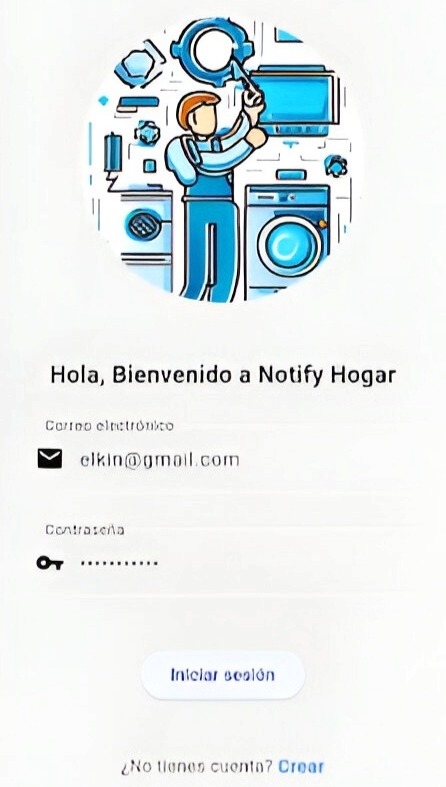 Hola, Bienvenido a Notify Hogar
Correo electrónico
elkin@gmail.com
Contraseña
Iniciar sesión
¿No tienes cuenta? Crear